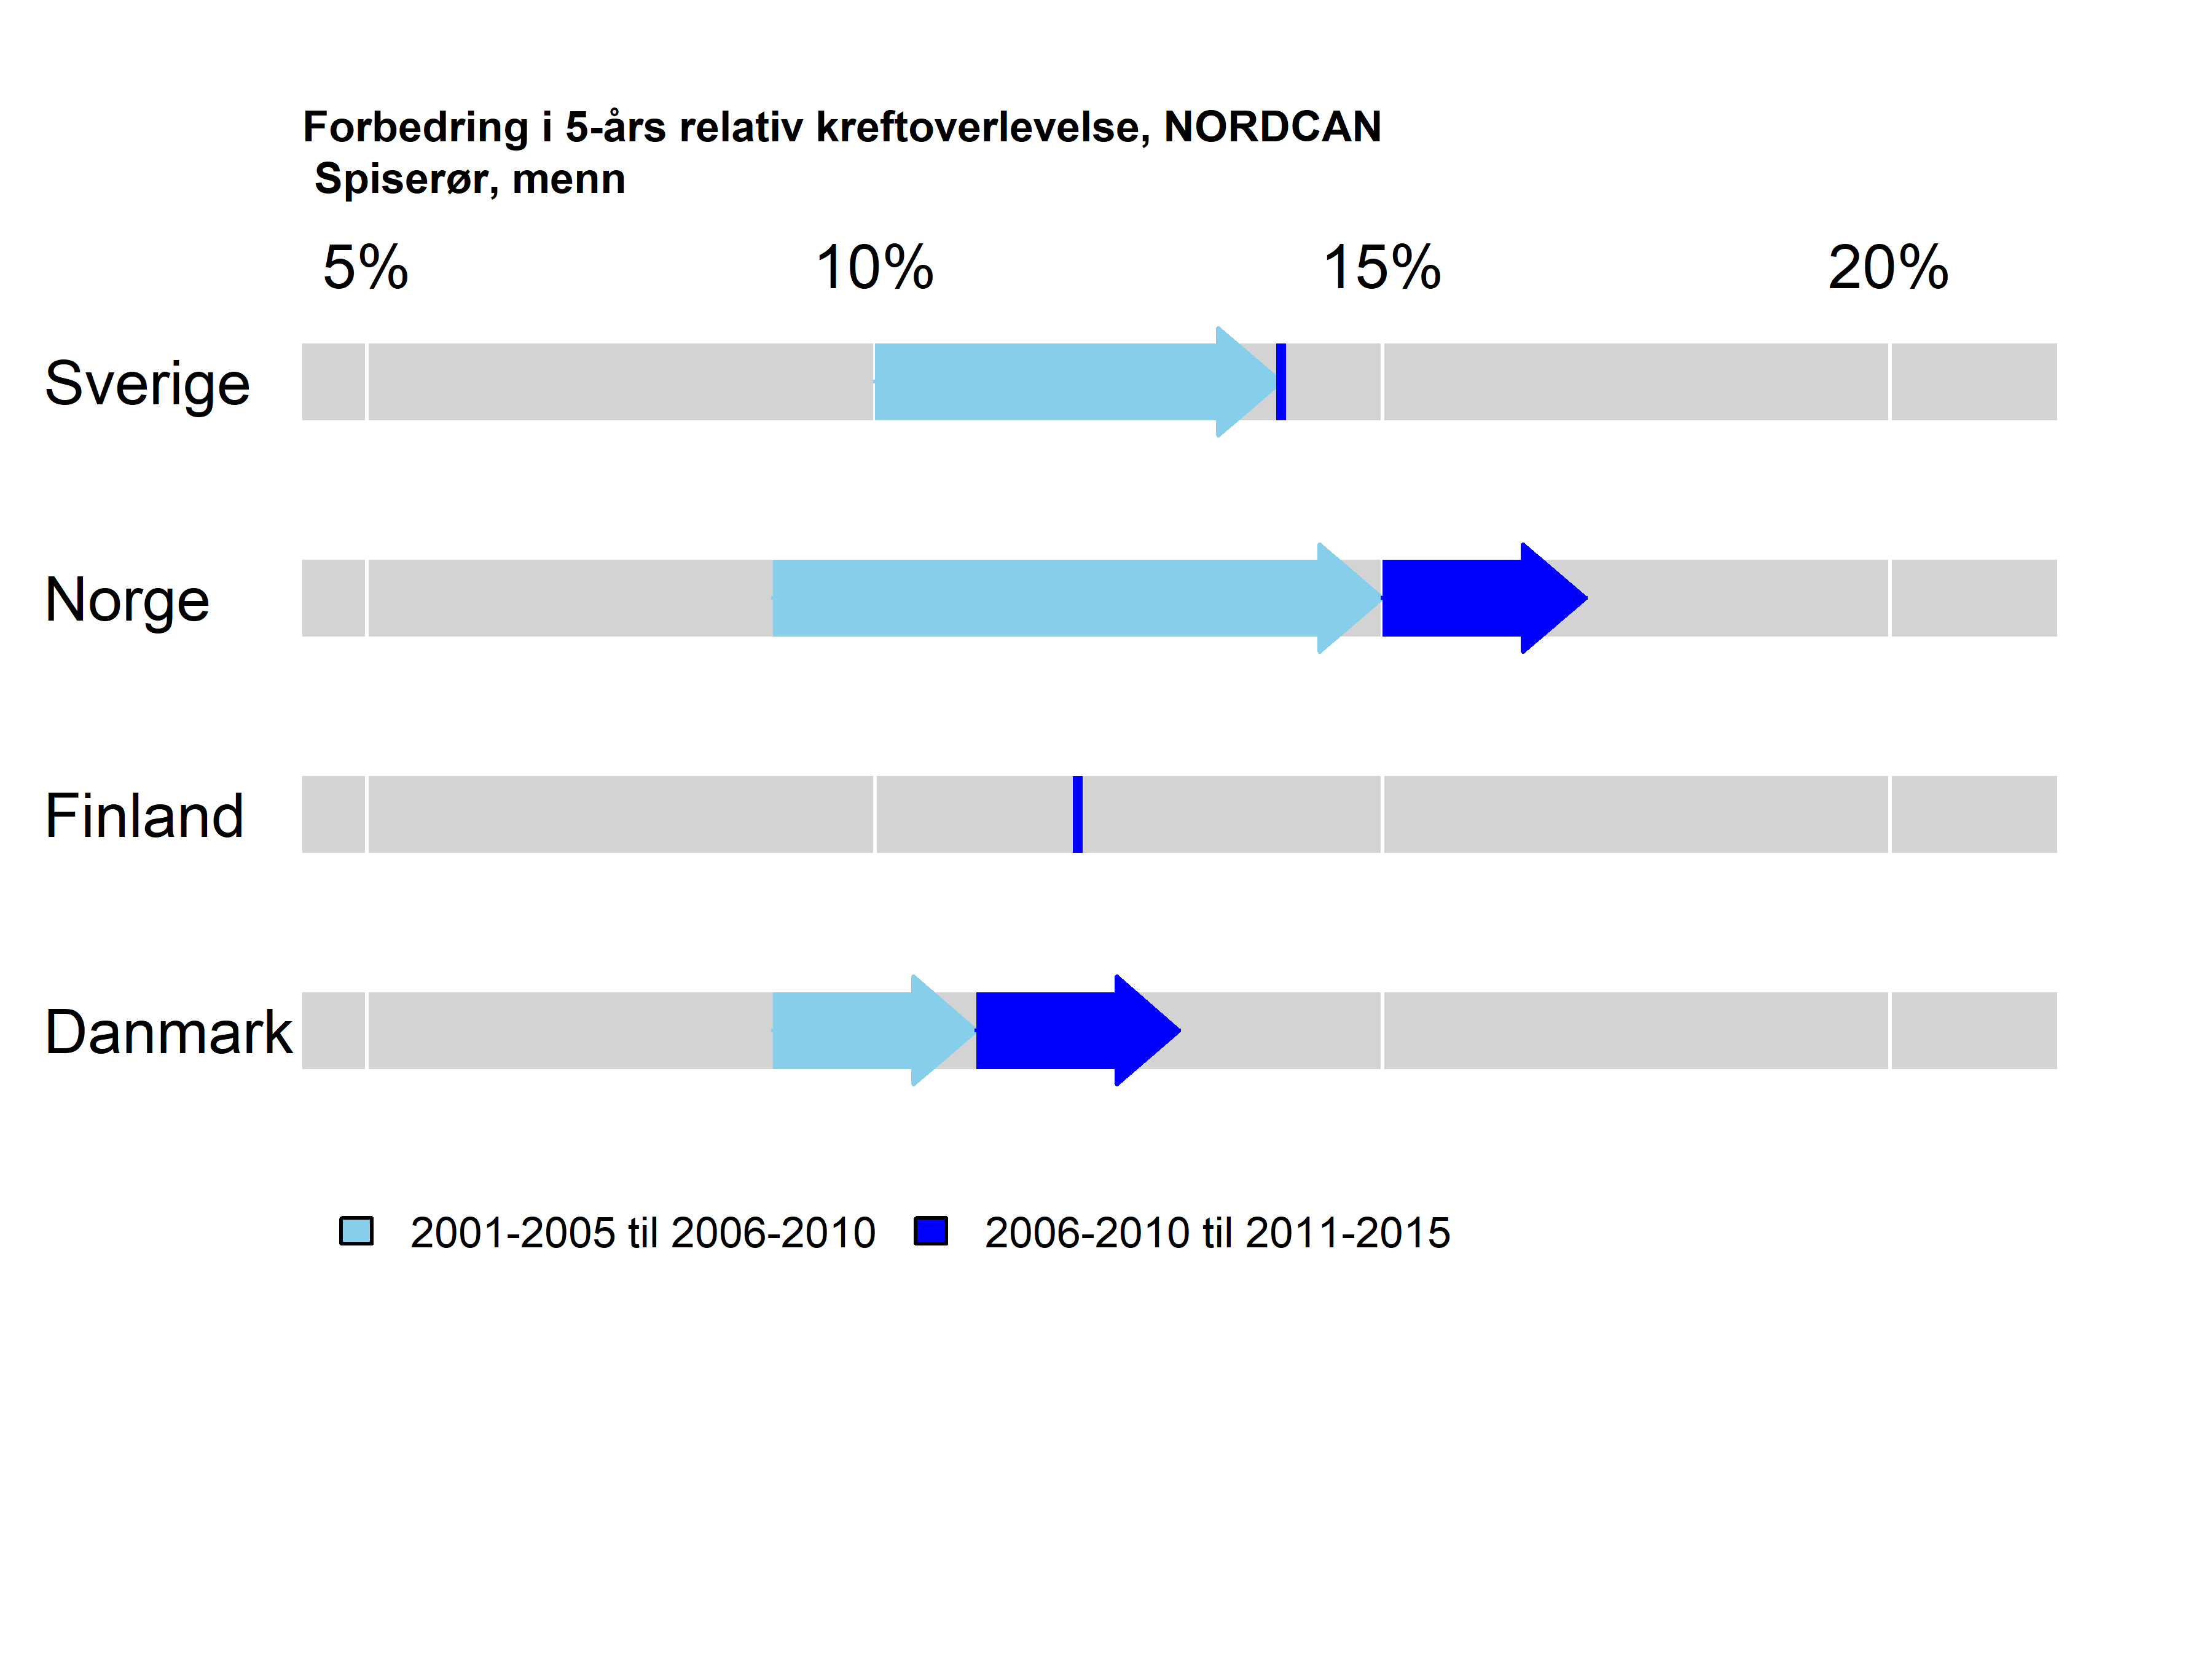 Forbedring i 5-års relativ kreftoverlevelse, NORDCAN
Spiserør, menn
5% 10% 15% 20%
Sverige
Norge
Finland
Danmark
2001-2005 til 2006-2010 2006-2010 til 2011-2015